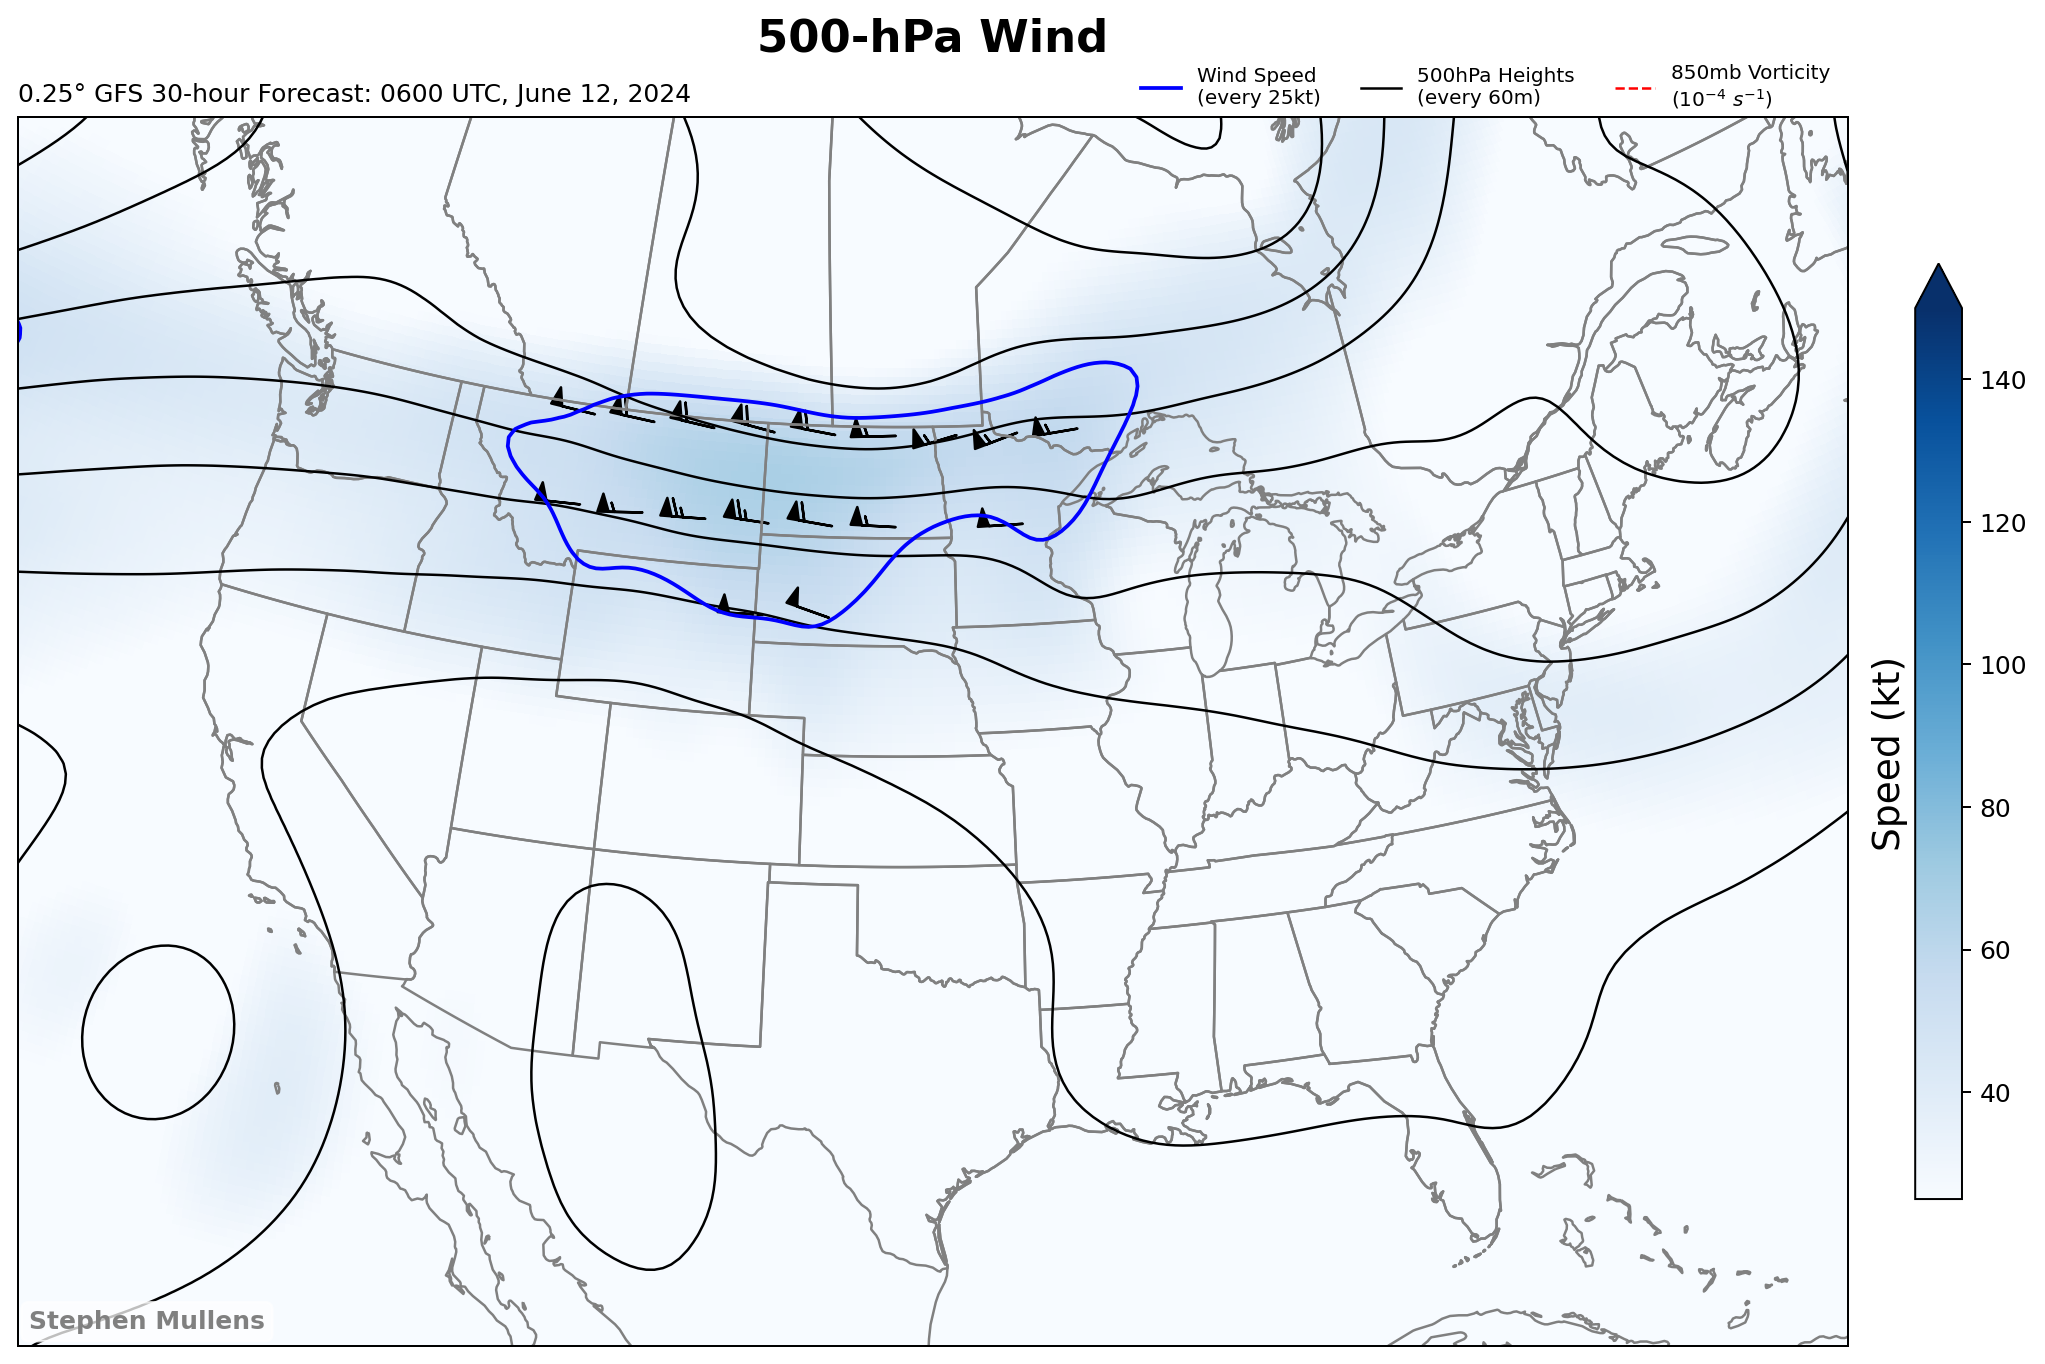 500-hPa Wind
0.25° GFS 30-hour Forecast: 0600 UTC, June 12, 2024
Wind Speed
(every 25kt)
500hPa Heights
(every 60m)
850mb Vorticity
(10⁻⁴ s⁻¹)
140
120
100
80
60
40
Speed (kt)
Stephen Mullens